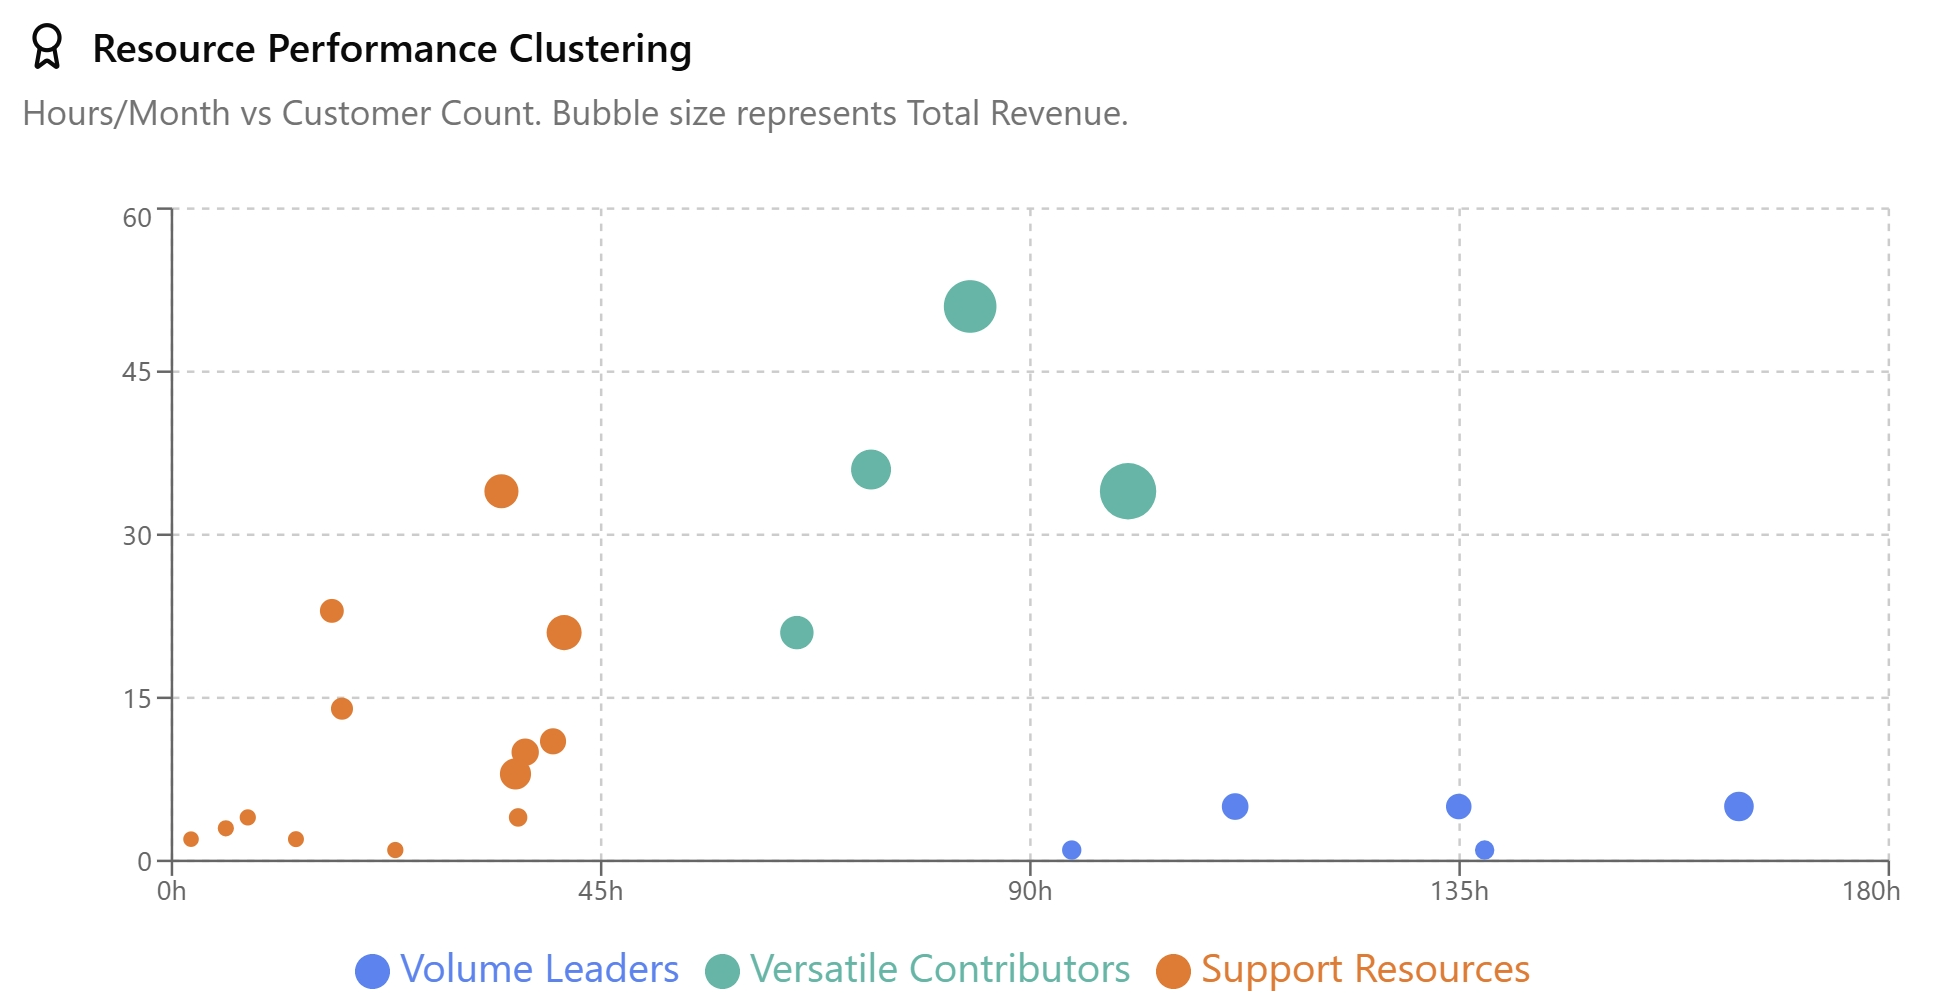 Resource Performance Clustering
Hours/Month vs Customer Count. Bubble size represents Total Revenue.
60
45
30
15
0
0h 45h 90h 135h 180h
Volume Leaders Versatile Contributors Support Resources